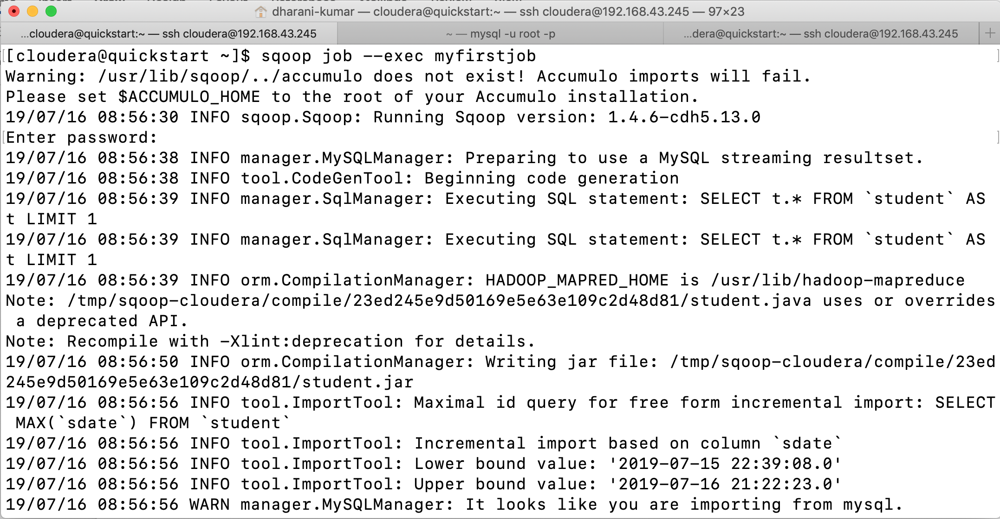 dharani-kumar — cloudera@quickstart:~ — ssh cloudera@192.168.43.245 — 97×23
...cloudera@quickstart:~ — ssh cloudera@192.168.43.245
~ — mysql -u root -p
...dera@quickstart:~ — ssh cloudera@192.168.43.245
[cloudera@quickstart ~]$ sqoop job --exec myfirstjob
Warning: /usr/lib/sqoop/../accumulo does not exist! Accumulo imports will fail.
Please set $ACCUMULO_HOME to the root of your Accumulo installation.
19/07/16 08:56:30 INFO sqoop.Sqoop: Running Sqoop version: 1.4.6-cdh5.13.0
Enter password:
19/07/16 08:56:38 INFO manager.MySQLManager: Preparing to use a MySQL streaming resultset.
19/07/16 08:56:38 INFO tool.CodeGenTool: Beginning code generation
19/07/16 08:56:39 INFO manager.SqlManager: Executing SQL statement: SELECT t.* FROM `student` AS
t LIMIT 1
19/07/16 08:56:39 INFO manager.SqlManager: Executing SQL statement: SELECT t.* FROM `student` AS
t LIMIT 1
19/07/16 08:56:39 INFO orm.CompilationManager: HADOOP_MAPRED_HOME is /usr/lib/hadoop-mapreduce
Note: /tmp/sqoop-cloudera/compile/23ed245e9d50169e5e63e109c2d48d81/student.java uses or overrides
a deprecated API.
Note: Recompile with -Xlint:deprecation for details.
19/07/16 08:56:50 INFO orm.CompilationManager: Writing jar file: /tmp/sqoop-cloudera/compile/23ed
245e9d50169e5e63e109c2d48d81/student.jar
19/07/16 08:56:56 INFO tool.ImportTool: Maximal id query for free form incremental import: SELECT
MAX(`sdate`) FROM `student`
19/07/16 08:56:56 INFO tool.ImportTool: Incremental import based on column `sdate`
19/07/16 08:56:56 INFO tool.ImportTool: Lower bound value: '2019-07-15 22:39:08.0'
19/07/16 08:56:56 INFO tool.ImportTool: Upper bound value: '2019-07-16 21:22:23.0'
19/07/16 08:56:56 WARN manager.MySQLManager: It looks like you are importing from mysql.